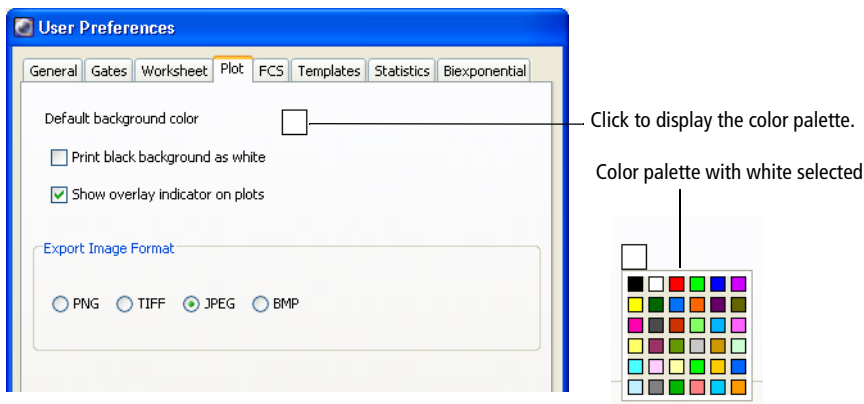 User Preferences
General Gates Worksheet Plot FCS Templates Statistics Biexponential
Default background color
Click to display the color palette.
Print black background as white
Color palette with white selected
Show overlay indicator on plots
Export Image Format
PNG TIFF JPEG BMP